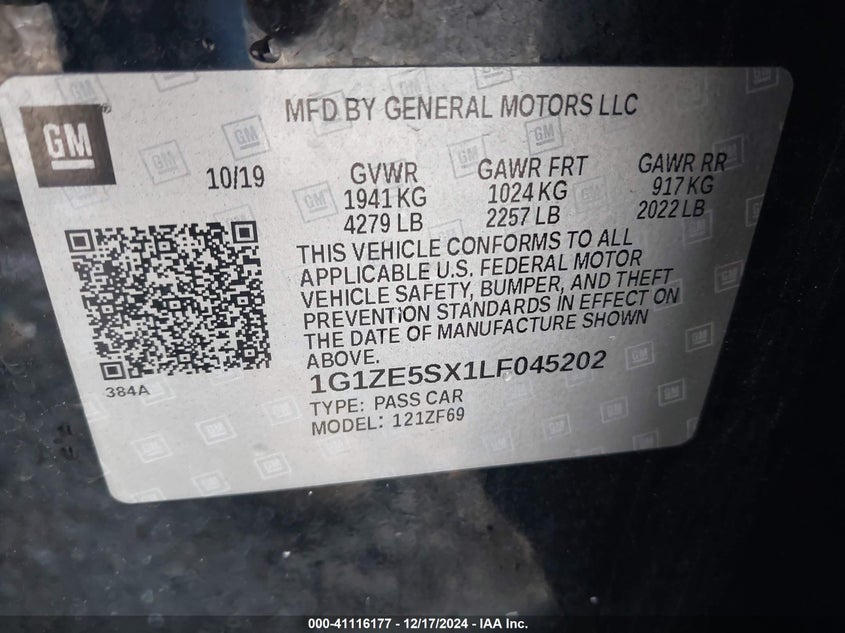 GM
MFD BY GENERAL MOTORS LLC
10/19
GVWR GAWR FRT GAWR RR
1941 KG 1024 KG 917 KG
4279 LB 2257 LB 2022 LB
THIS VEHICLE CONFORMS TO ALL
APPLICABLE U.S. FEDERAL MOTOR
VEHICLE SAFETY, BUMPER, AND THEFT
PREVENTION STANDARDS IN EFFECT ON
THE DATE OF MANUFACTURE SHOWN
ABOVE.
384A
1G1ZE5SX1LF045202
TYPE: PASS CAR
MODEL: 121ZF69
000-41116177 - 12/17/2024 - IAA Inc.